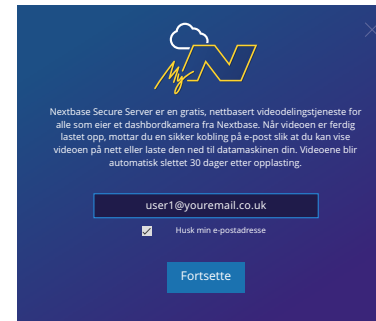 My N
Nextbase Secure Server er en gratis, nettbasert videodelingstjeneste for
alle som eier et dashbordkamera fra Nextbase. Når videoen er ferdig
lastet opp, mottar du en sikker kobling på e-post slik at du kan vise
videoen på nett eller laste den ned til datamaskinen din. Videoene blir
automatisk slettet 30 dager etter opplasting.
user1@youremail.co.uk
Husk min e-postadresse
Fortsette